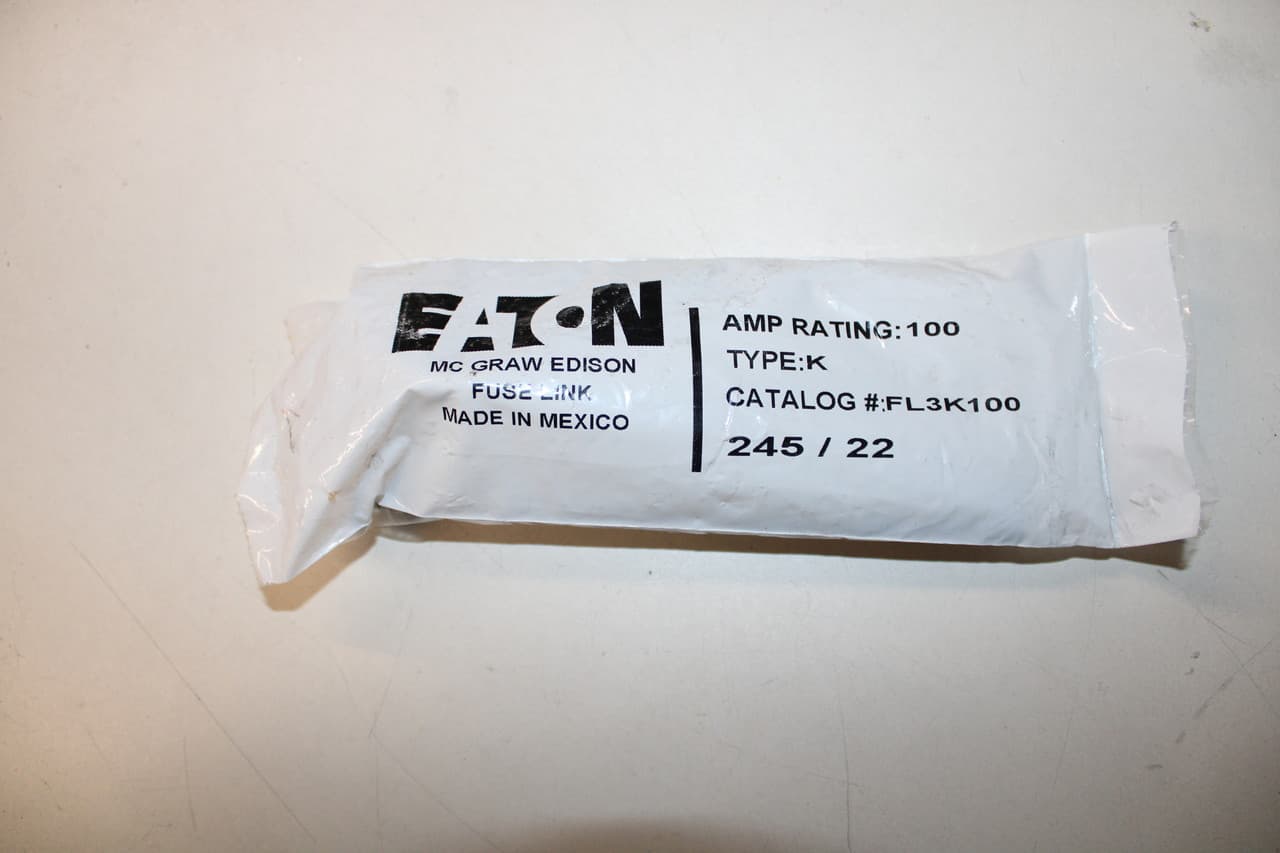 EATON
MC GRAW EDISON
FUSE LINK
MADE IN MEXICO
AMP RATING:100
TYPE:K
CATALOG #:FL3K100
245 / 22